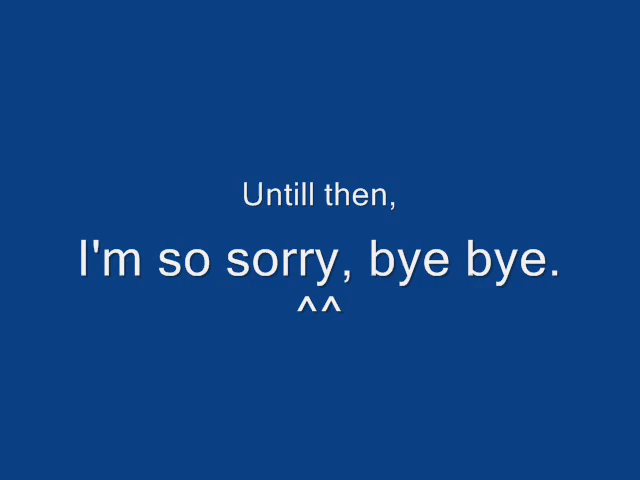 Untill then,
I'm so sorry, bye bye.
^^